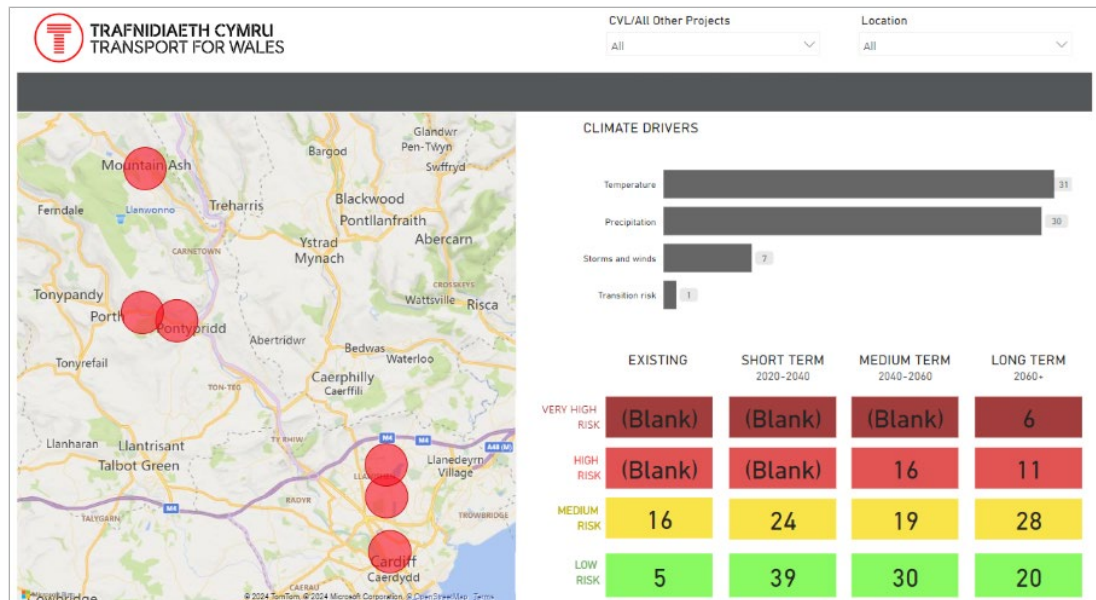 TRAFNIDIAETH CYMRU
TRANSPORT FOR WALES
CVL/All Other Projects
All
Location
All
Glandwr
Pen-Twyn
Bargod
Swffryd
Mountain Ash
Blackwood
Treharris
Llanwonno
Pontllanfraith
Ferndale
Abercarn
Ystrad
Mynach
CARNETOWN
CROSSKEYS
Tonypandy
Wattsville
Risca
Porth
Pontypridd
Abertridwr
Bedwas
Waterloo
Tonyrefail
Caerphilly
Caerffili
TON-TEG
TY RHIW
M4
M4
A48 (M)
Llanharan
Llantrisant
Talbot Green
Llanedeyrn
Village
RADYR
M4
TALYGARN
TROWBRIDGE
Cardiff
Caerdydd
CAERAU
Cowbridge
Microsoft
© 2024 TomTom, © 2024 Microsoft Corporation, © OpenStreetMap Terms
CLIMATE DRIVERS
Temperature 31
Precipitation 30
Storms and winds 7
Transition risk 1
EXISTING SHORT TERM MEDIUM TERM LONG TERM
2020-2040 2040-2060 2060+
VERY HIGH
RISK
(Blank) (Blank) (Blank) 6
HIGH
RISK
(Blank) (Blank) 16 11
MEDIUM
RISK
16 24 19 28
LOW
RISK
5 39 30 20